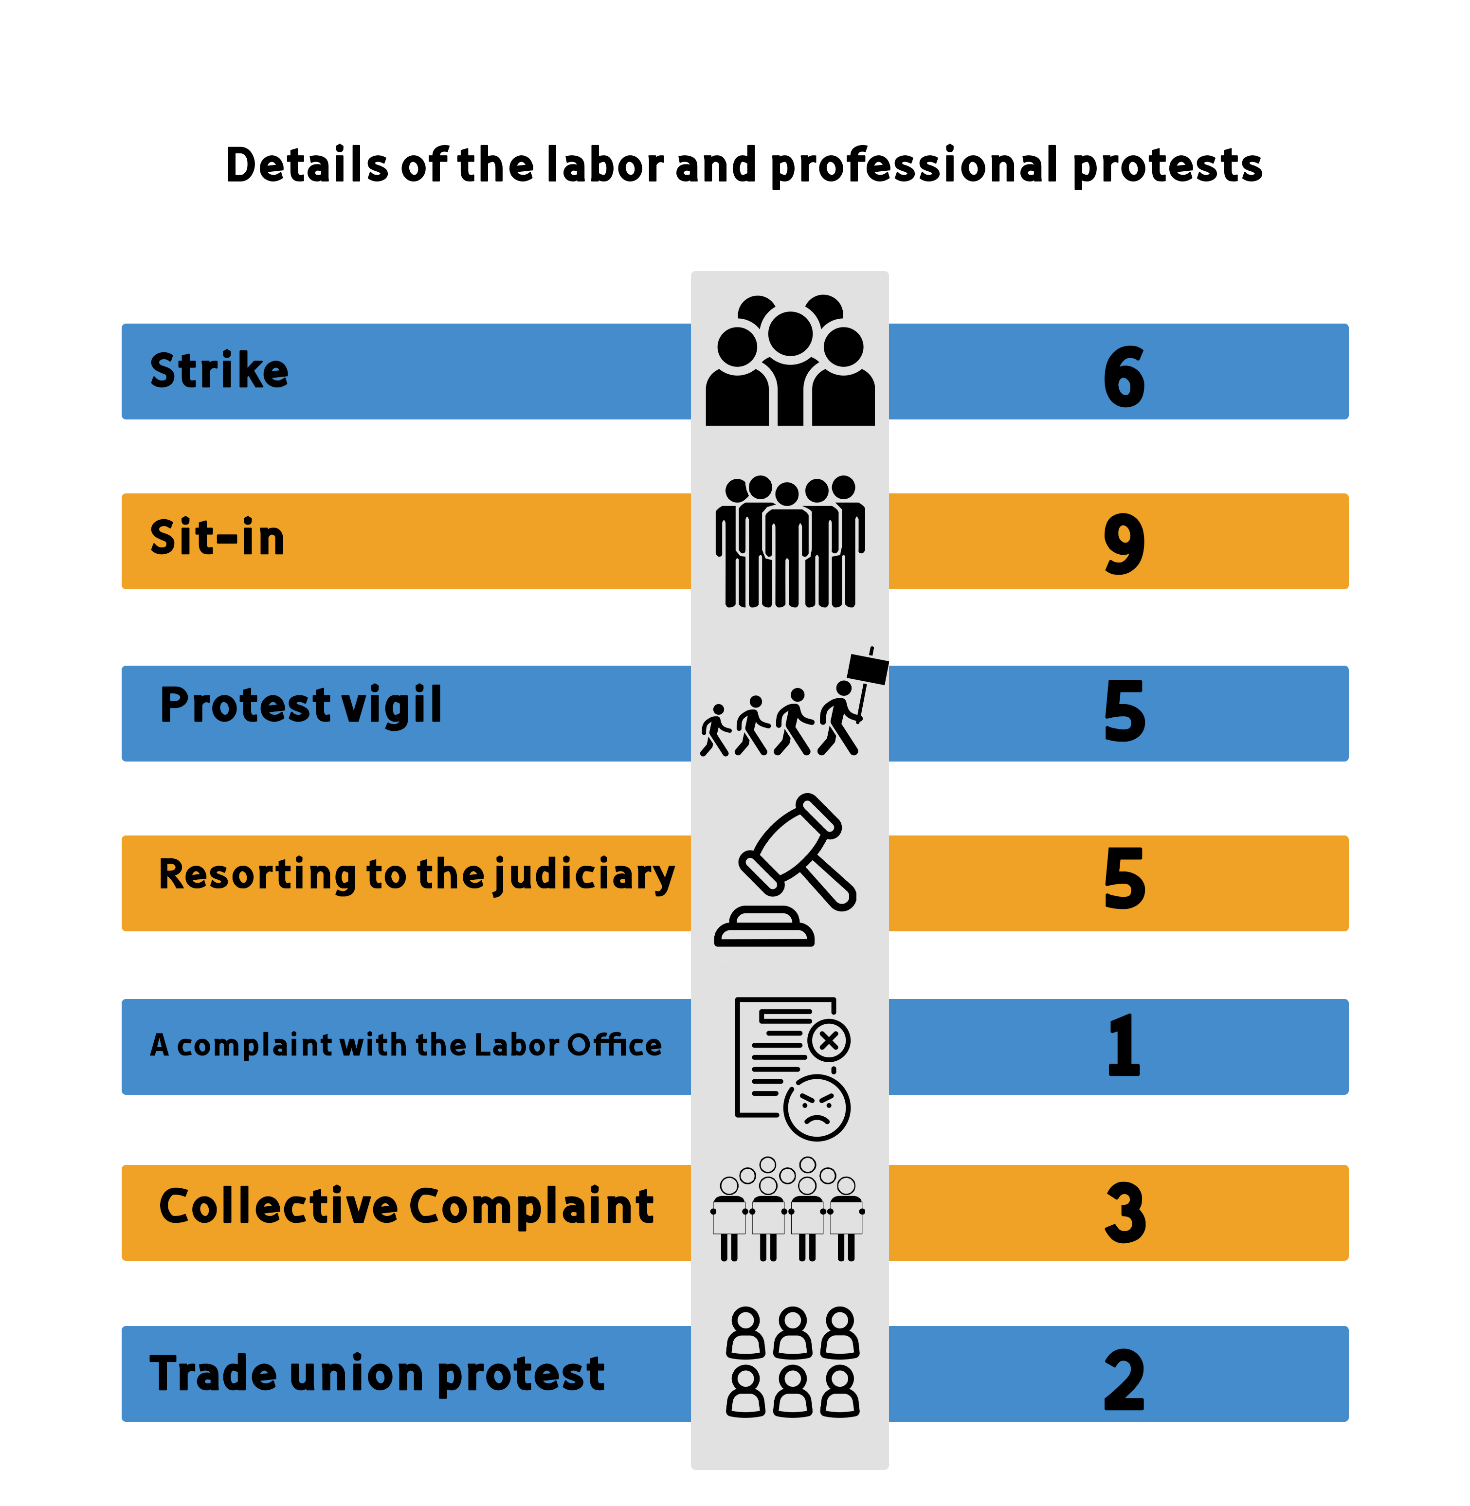 Details of the labor and professional protests
Strike 6
Sit-in 9
Protest vigil 5
Resorting to the judiciary 5
A complaint with the Labor Office 1
Collective Complaint 3
Trade union protest 2